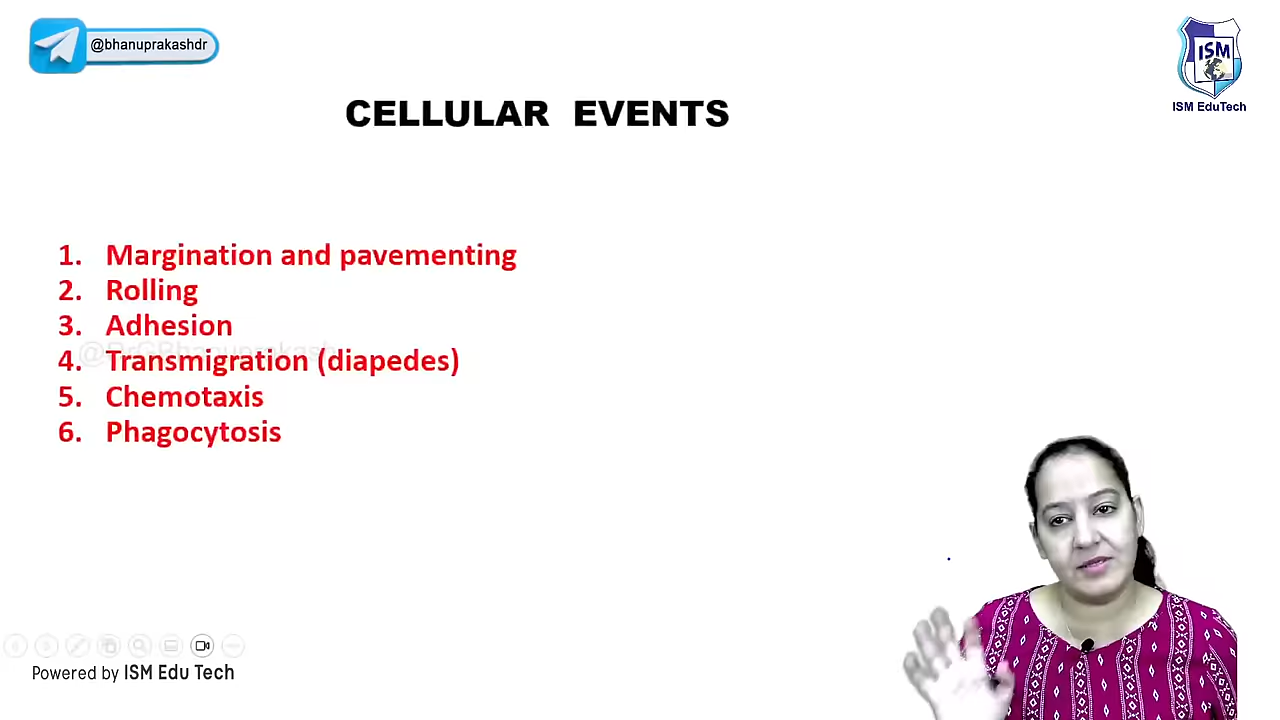 @bhanuprakashdr
ISM
ISM EduTech
CELLULAR EVENTS
1. Margination and pavementing
2. Rolling
3. Adhesion
4. Transmigration (diapedes)
5. Chemotaxis
6. Phagocytosis
Powered by ISM Edu Tech